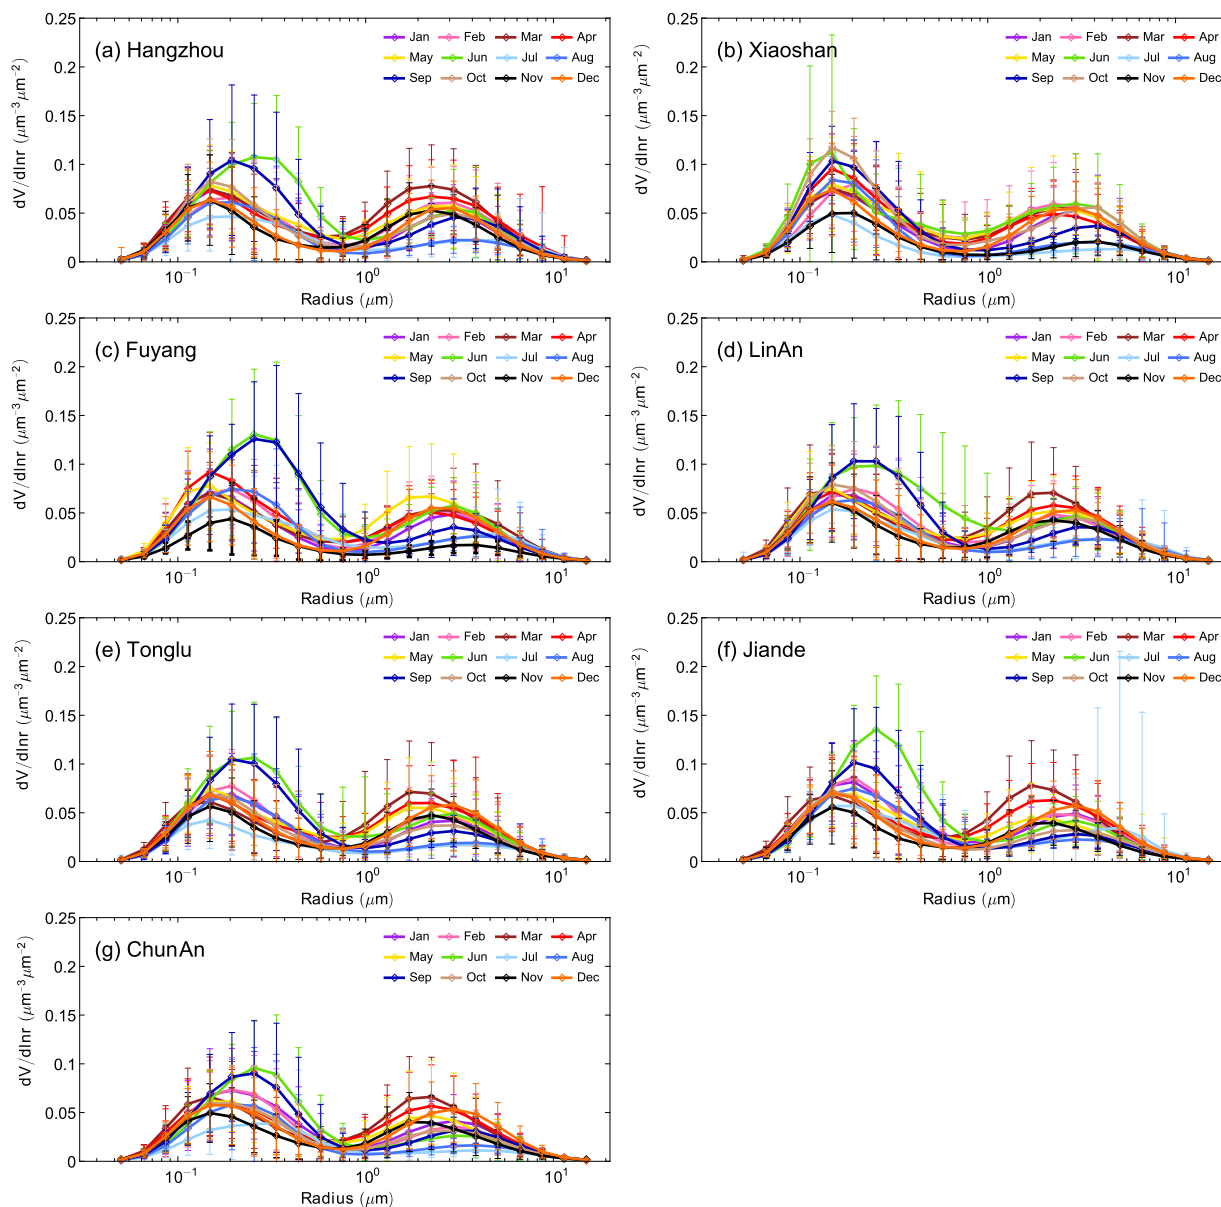 (a) Hangzhou
dV/dlnr (μm⁻³μm⁻²)
0.25
0.2
0.15
0.1
0.05
0
Jan Feb Mar Apr
May Jun Jul Aug
Sep Oct Nov Dec
10⁻¹ 10⁰ 10¹
Radius (μm)
(b) Xiaoshan
dV/dlnr (μm⁻³μm⁻²)
0.25
0.2
0.15
0.1
0.05
0
Jan Feb Mar Apr
May Jun Jul Aug
Sep Oct Nov Dec
10⁻¹ 10⁰ 10¹
Radius (μm)
(c) Fuyang
dV/dlnr (μm⁻³μm⁻²)
0.25
0.2
0.15
0.1
0.05
0
Jan Feb Mar Apr
May Jun Jul Aug
Sep Oct Nov Dec
10⁻¹ 10⁰ 10¹
Radius (μm)
(d) LinAn
dV/dlnr (μm⁻³μm⁻²)
0.25
0.2
0.15
0.1
0.05
0
Jan Feb Mar Apr
May Jun Jul Aug
Sep Oct Nov Dec
10⁻¹ 10⁰ 10¹
Radius (μm)
(e) Tonglu
dV/dlnr (μm⁻³μm⁻²)
0.25
0.2
0.15
0.1
0.05
0
Jan Feb Mar Apr
May Jun Jul Aug
Sep Oct Nov Dec
10⁻¹ 10⁰ 10¹
Radius (μm)
(f) Jiande
dV/dlnr (μm⁻³μm⁻²)
0.25
0.2
0.15
0.1
0.05
0
Jan Feb Mar Apr
May Jun Jul Aug
Sep Oct Nov Dec
10⁻¹ 10⁰ 10¹
Radius (μm)
(g) ChunAn
dV/dlnr (μm⁻³μm⁻²)
0.25
0.2
0.15
0.1
0.05
0
Jan Feb Mar Apr
May Jun Jul Aug
Sep Oct Nov Dec
10⁻¹ 10⁰ 10¹
Radius (μm)